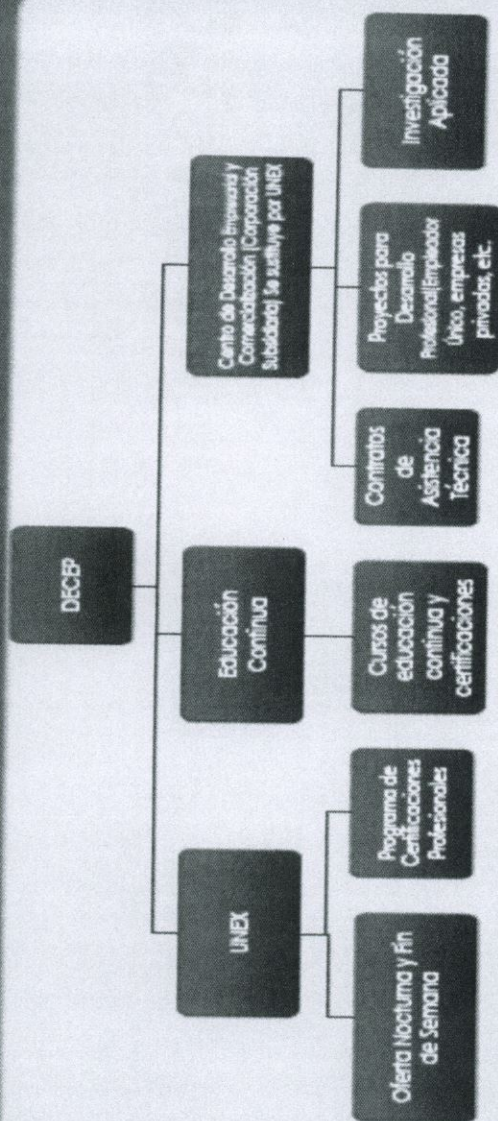 DECEP
UNEX
Educación
Continua
Centro de Desarrollo Empresarial y
Comercialización (Corporación
Subsidiaria) Se sustituye por UNEX
Oferta Nocturna y Fin
de Semana
Programa de
Certificaciones
Profesionales
Cursos de
educación
continua y
certificaciones
Contratos
de
Asistencia
Técnica
Proyectos para
Desarrollo
Profesional(Empleador
Único, empresas
privadas, etc.
Investigación
Aplicada